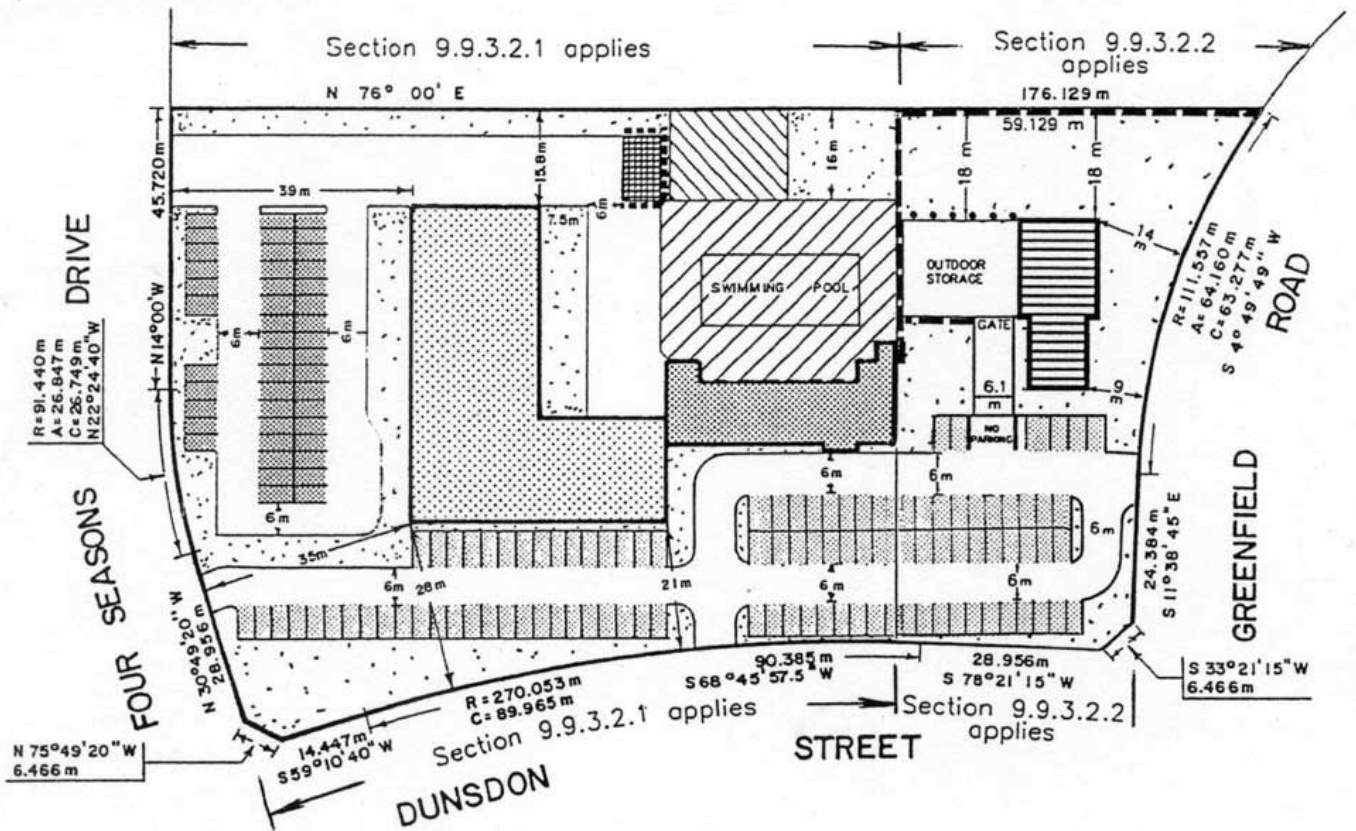 Section 9.9.3.2.1 applies
Section 9.9.3.2.2
applies
N 76° 00' E
176.129 m
59.129 m
45.720m
N14°00'W
39m
15.8m
16m
18 m
18 m
7.5m
6m
14
m
R=111.557m
A= 64.160m
C= 63.277m
S 4° 49' 49" W
ROAD
GREENFIELD
OUTDOOR
STORAGE
SWIMMING POOL
GATE
6.1
m
9
m
NO
PARKING
DRIVE
SEASONS
FOUR
R=91.440m
A= 26.847m
C= 26.749m
N22°24'40"W
6m
6m
6m
6m
6m
6m
35m
6m
28m
21m
6m
6m
24.384m
S 11° 38' 45" E
N 30°49'20" W
28.956 m
90.385m
S 68°45'57.5"W
28.956m
S 78°21'15"W
S 33°21'15"W
6.466m
R = 270.053m
C= 89.965m
Section 9.9.3.2.1 applies
Section 9.9.3.2.2
applies
N 75°49'20"W
6.466m
14.447m
S59°10'40"W
DUNSDON
STREET